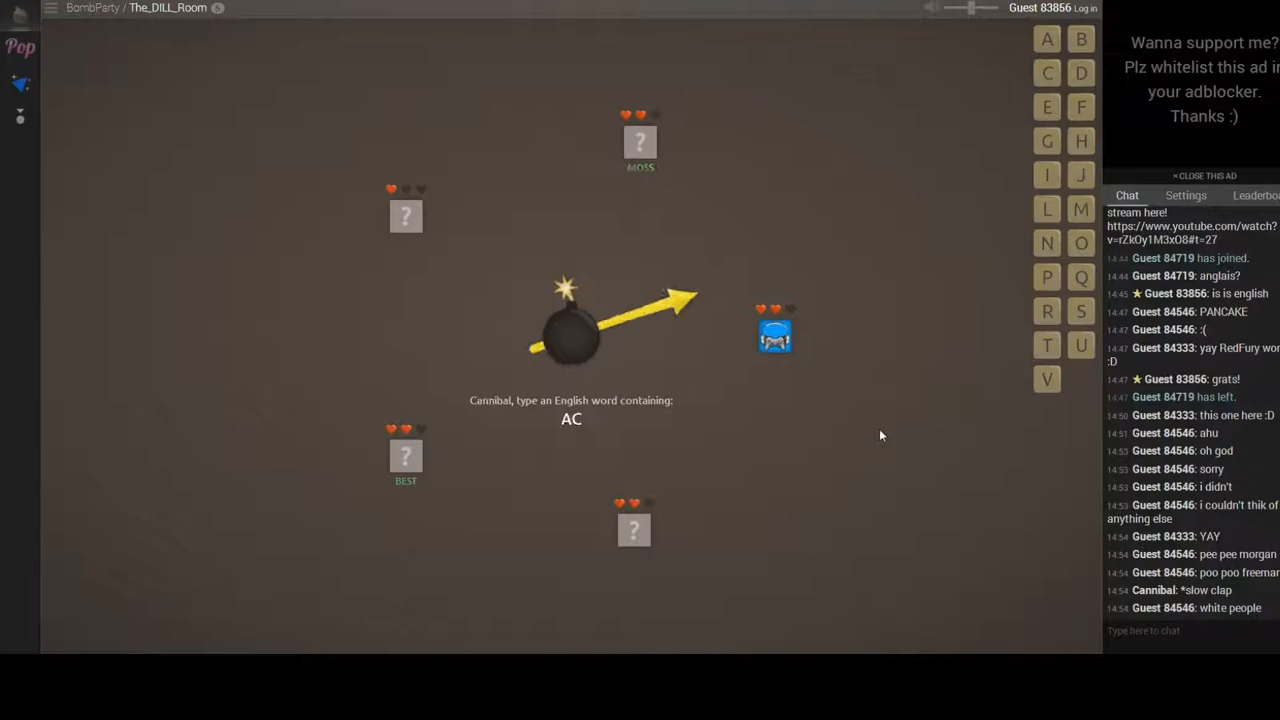 BombParty / The_DILL_Room 5
Guest 83856 Log in
Pop
A B
C D
E F
G H
I J
L M
N O
P Q
R S
T U
V
? MOSS
?
Cannibal, type an English word containing:
AC
?
BEST
?
Wanna support me?
Plz whitelist this ad in
your adblocker.
Thanks :)
× CLOSE THIS AD
Chat Settings
stream here!
https://www.youtube.com/watch?
v=rZkOy1M3xO8#t=27
14:44 Guest 84719 has joined.
14:44 Guest 84719: anglais?
14:45 ★ Guest 83856: is is english
14:47 Guest 84546: PANCAKE
14:47 Guest 84546: :(
14:47 Guest 84333: yay RedFury wor
:D
14:47 ★ Guest 83856: grats!
14:47 Guest 84719 has left.
14:50 Guest 84333: this one here :D
14:51 Guest 84546: ahu
14:53 Guest 84546: oh god
14:53 Guest 84546: sorry
14:53 Guest 84546: i didn't
14:53 Guest 84546: i couldn't thik of
anything else
14:54 Guest 84333: YAY
14:54 Guest 84546: pee pee morgan
14:54 Guest 84546: poo poo freeman
14:54 Cannibal: *slow clap
14:54 Guest 84546: white people
Type here to chat